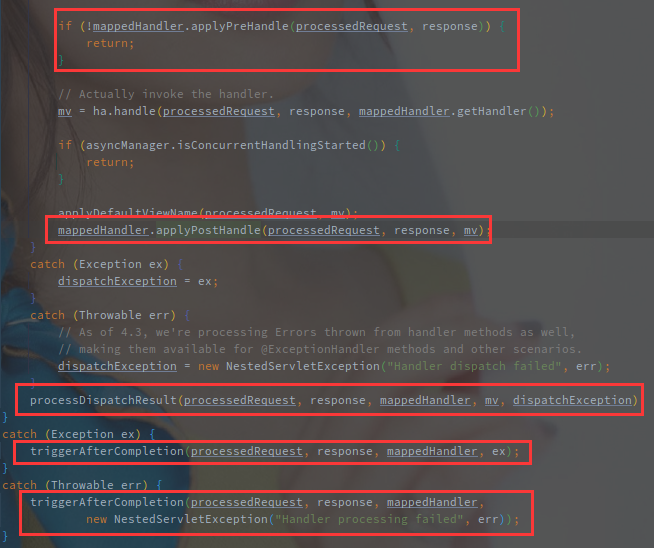 if (!mappedHandler.applyPreHandle(processedRequest, response)) {
return;
}
// Actually invoke the handler.
mv = ha.handle(processedRequest, response, mappedHandler.getHandler());
if (asyncManager.isConcurrentHandlingStarted()) {
return;
}
applyDefaultViewName(processedRequest, mv);
mappedHandler.applyPostHandle(processedRequest, response, mv);
}
catch (Exception ex) {
dispatchException = ex;
}
catch (Throwable err) {
// As of 4.3, we're processing Errors thrown from handler methods as well,
// making them available for @ExceptionHandler methods and other scenarios.
dispatchException = new NestedServletException("Handler dispatch failed", err);
}
processDispatchResult(processedRequest, response, mappedHandler, mv, dispatchException)
}
catch (Exception ex) {
triggerAfterCompletion(processedRequest, response, mappedHandler, ex);
}
catch (Throwable err) {
triggerAfterCompletion(processedRequest, response, mappedHandler,
new NestedServletException("Handler processing failed", err));
}